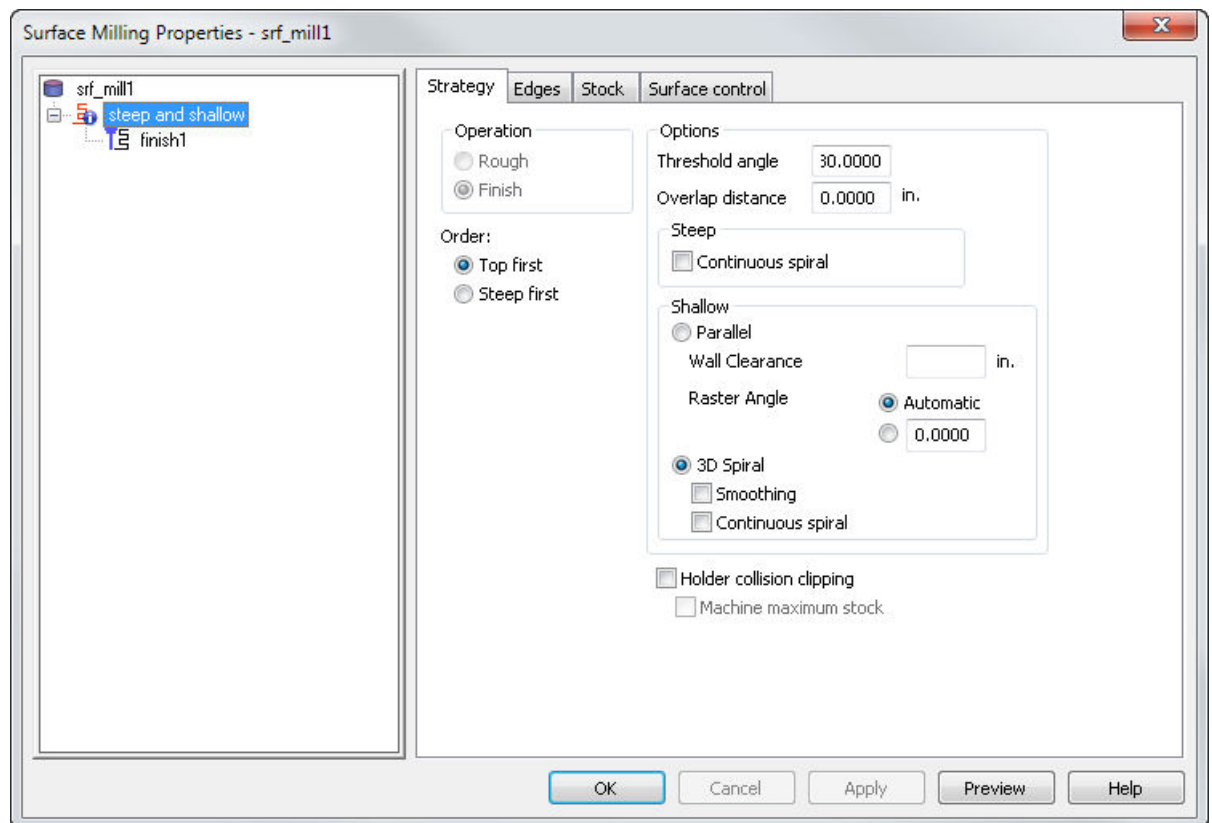 Surface Milling Properties - srf_mill1
srf_mill1
steep and shallow
finish1
Strategy Edges Stock Surface control
Operation
Rough
Finish
Order:
Top first
Steep first
Options
Threshold angle 30.0000
Overlap distance 0.0000 in.
Steep
Continuous spiral
Shallow
Parallel
Wall Clearance in.
Raster Angle Automatic
0.0000
3D Spiral
Smoothing
Continuous spiral
Holder collision clipping
Machine maximum stock
OK Cancel Apply Preview Help